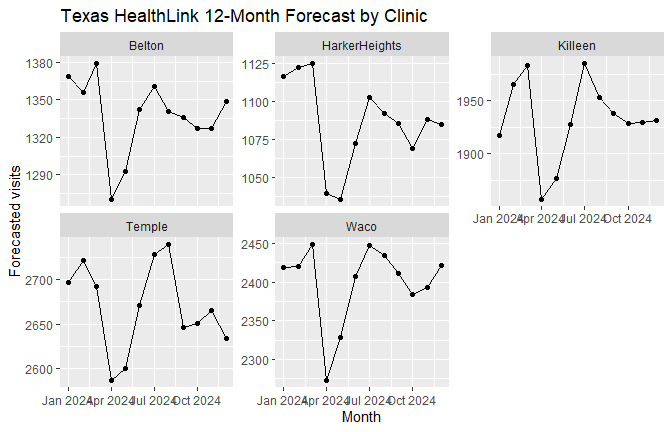 Texas HealthLink 12-Month Forecast by Clinic
Belton
HarkerHeights
Killeen
1380
1350
1320
1290
1125
1100
1075
1050
1950
1900
Jan 2024 Apr 2024 Jul 2024 Oct 2024
Temple
Waco
2700
2650
2600
2450
2400
2350
2300
Jan 2024 Apr 2024 Jul 2024 Oct 2024
Jan 2024 Apr 2024 Jul 2024 Oct 2024
Month
Forecasted visits